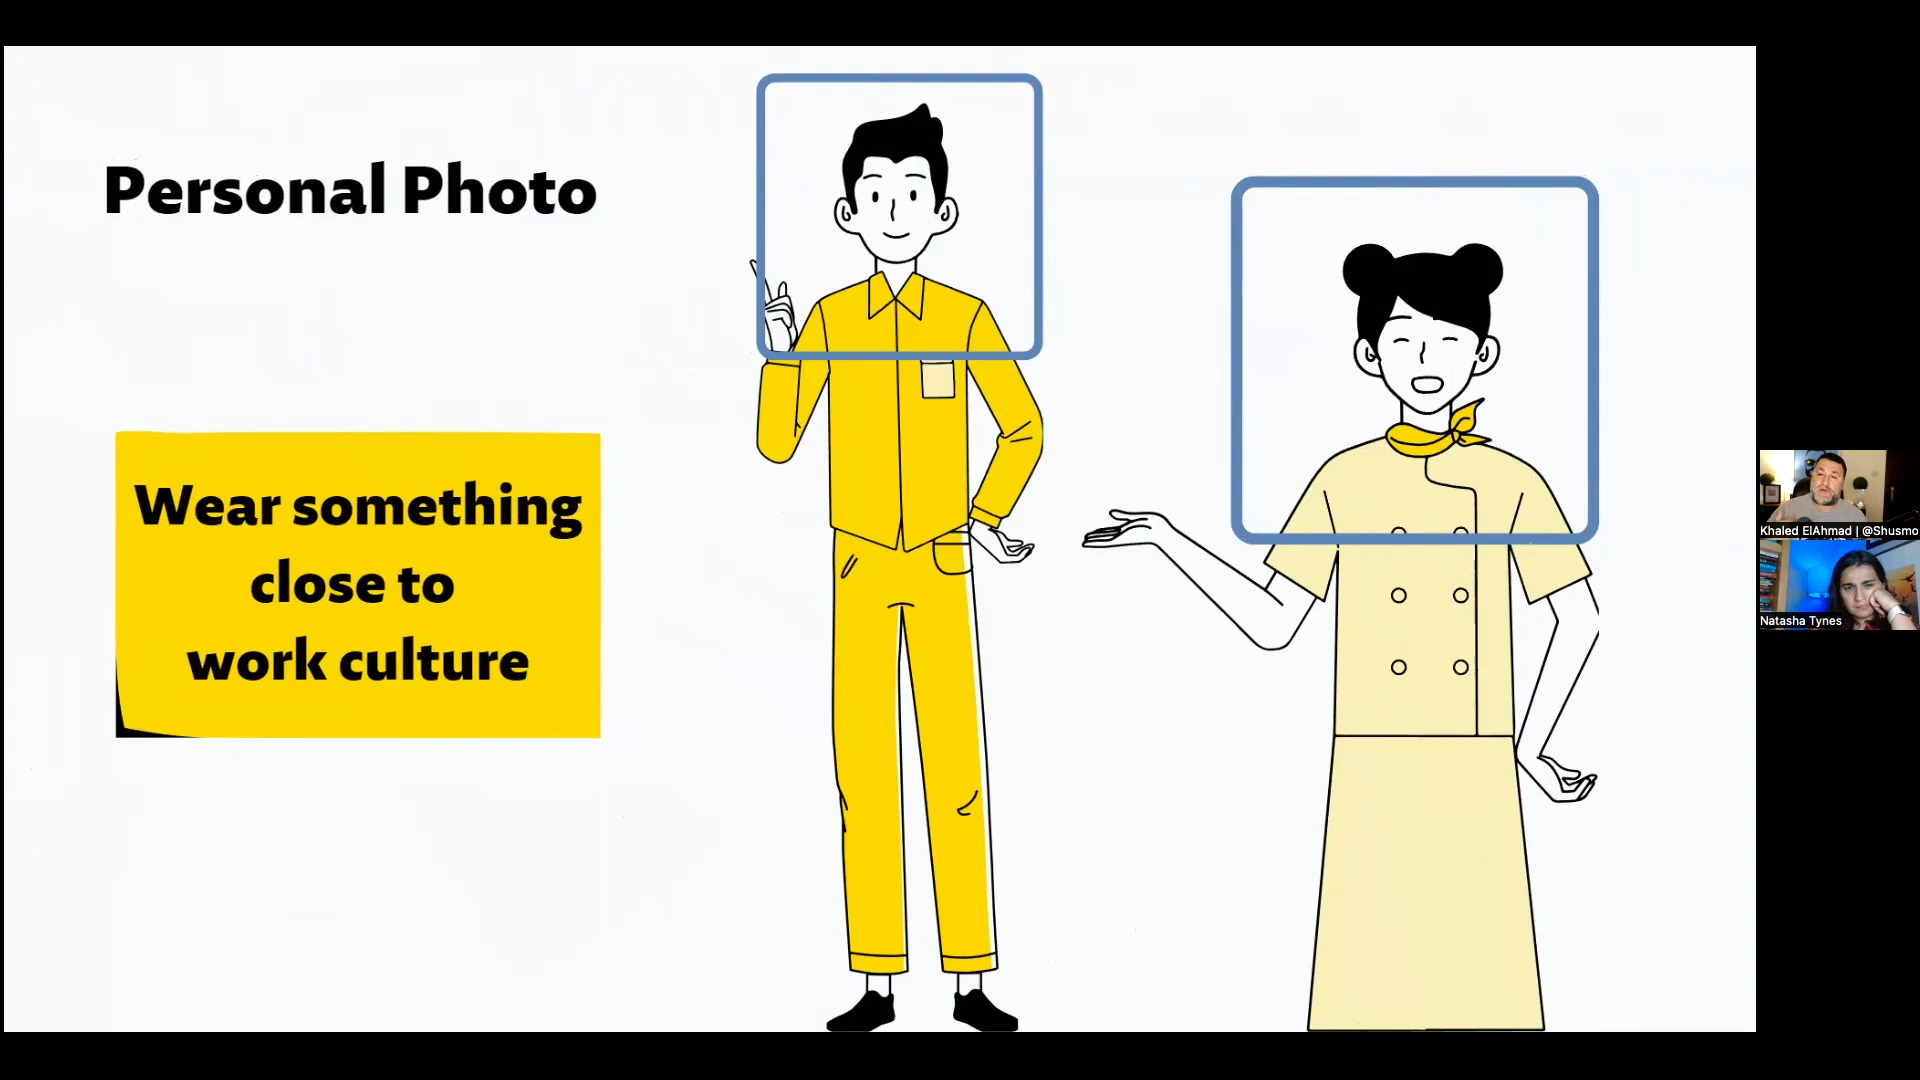 Personal Photo
Wear something
close to
work culture
Khaled ElAhmad | @Shusmo
Natasha Tynes